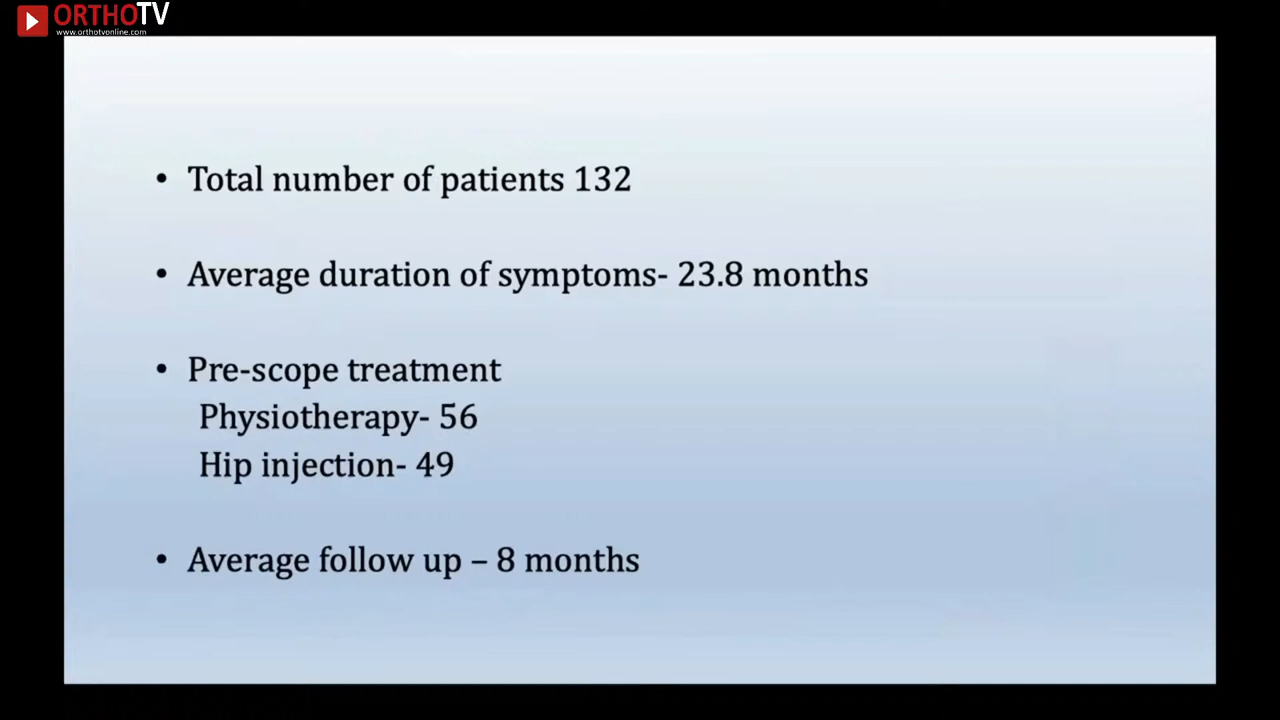 ORTHOTV
www.orthotvonline.com
• Total number of patients 132
• Average duration of symptoms- 23.8 months
• Pre-scope treatment
Physiotherapy- 56
Hip injection- 49
• Average follow up – 8 months